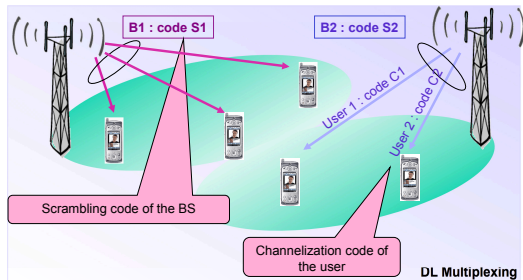 B1 : code S1
B2 : code S2
User 1 : code C1
User 2 : code C2
Scrambling code of the BS
Channelization code of
the user
DL Multiplexing